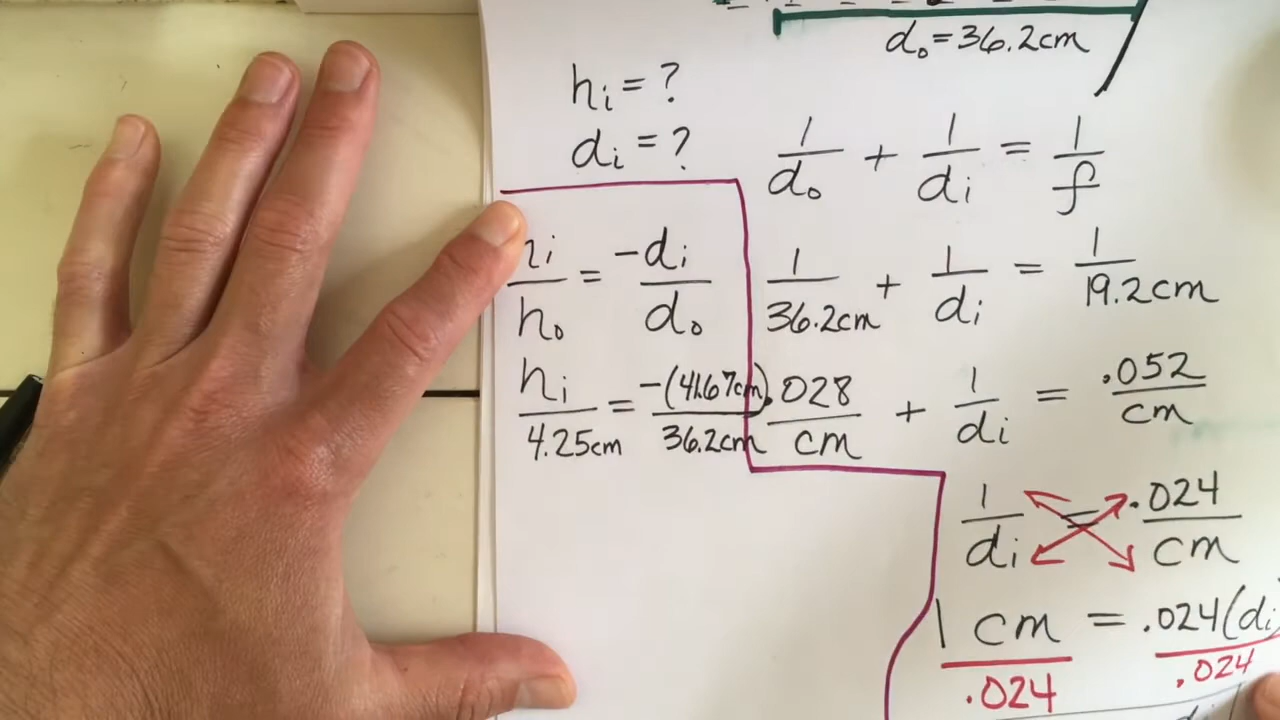 d₀ = 36.2cm
hᵢ = ?
dᵢ = ?
1/d₀ + 1/dᵢ = 1/f
hᵢ/h₀ = -dᵢ/d₀
1/36.2cm + 1/dᵢ = 1/19.2cm
hᵢ/4.25cm = -(41.67cm)/36.2cm
.028/cm + 1/dᵢ = .052/cm
1/dᵢ = .024/cm
1 cm = .024(dᵢ)
.024 .024